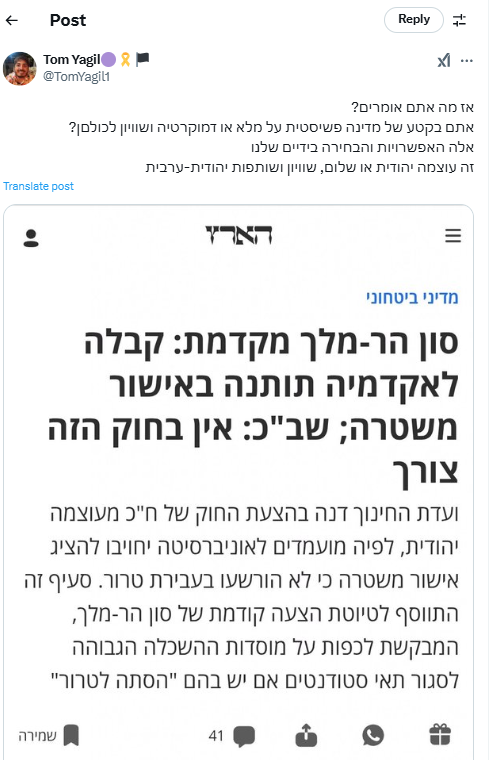 Post
Reply
Tom Yagil
@TomYagil1
אז מה אתם אומרים?
אתם בקטע של מדינה פשיסטית על מלא או דמוקרטיה ושוויון לכולםן?
אלה האפשרויות והבחירה בידיים שלנו
זה עוצמה יהודית או שלום, שוויון ושותפות יהודית-ערבית
Translate post
הארץ
מדיני ביטחוני
סון הר-מלך מקדמת: קבלה
לאקדמיה תותנה באישור
משטרה; שב"כ: אין בחוק הזה
צורך
ועדת החינוך דנה בהצעת החוק של ח"כ מעוצמה
יהודית, לפיה מועמדים לאוניברסיטה יחויבו להציג
אישור משטרה כי לא הורשעו בעבירת טרור. סעיף זה
התווסף לטיוטת הצעה קודמת של סון הר-מלך,
המבקשת לכפות על מוסדות ההשכלה הגבוהה
לסגור תאי סטודנטים אם יש בהם "הסתה לטרור"
שמירה
41